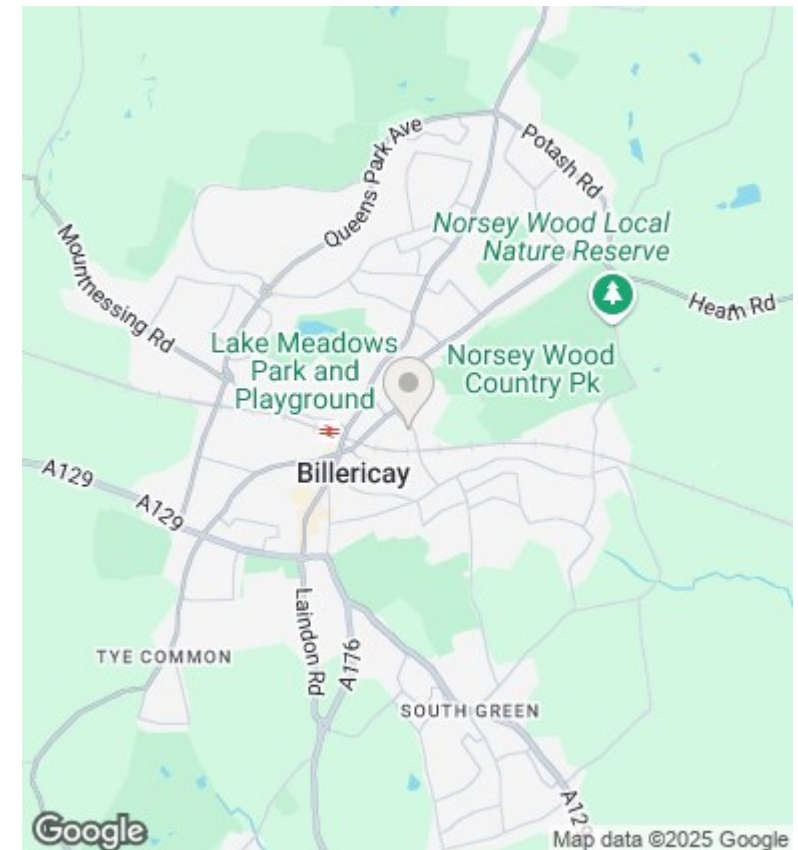 Queens Park Ave
Potash Rd
Norsey Wood Local
Nature Reserve
Mountnessing Rd
Heath Rd
Lake Meadows
Park and
Playground
Norsey Wood
Country Pk
Billericay
A129
A129
Laindon Rd
A176
TYE COMMON
SOUTH GREEN
A129
Google
Map data ©2025 Google